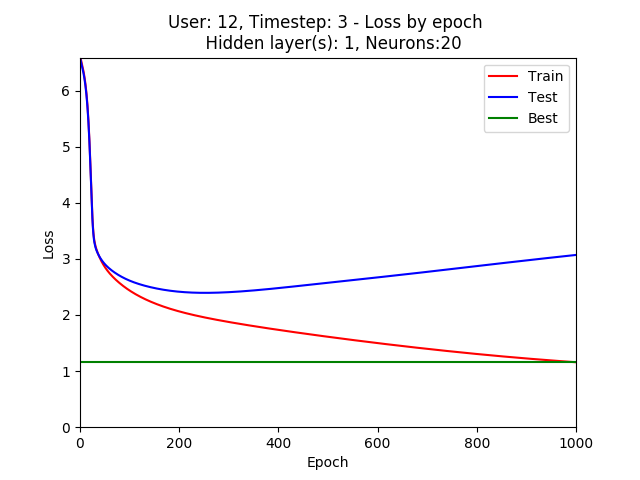 User: 12, Timestep: 3 - Loss by epoch
Hidden layer(s): 1, Neurons:20
Train
Test
Best
6
5
4
3
2
1
0
Loss
0
200
400
600
800
1000
Epoch